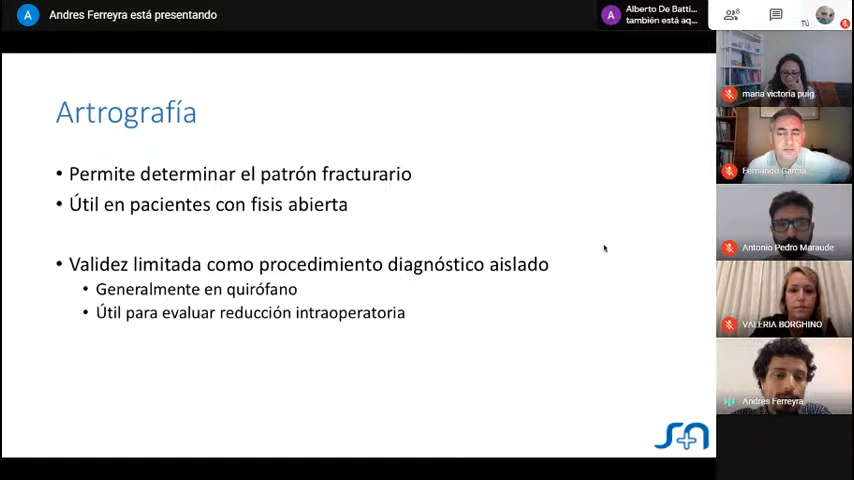 A
Andres Ferreyra está presentando
A
Alberto De Batti...
también está aq...
8
Tú
Artrografía
• Permite determinar el patrón fracturario
• Útil en pacientes con fisis abierta
• Validez limitada como procedimiento diagnóstico aislado
• Generalmente en quirófano
• Útil para evaluar reducción intraoperatoria
maria victoria puig
Fernando Garcia
Antonio Pedro Maraude
VALERIA BORGHINO
Andres Ferreyra